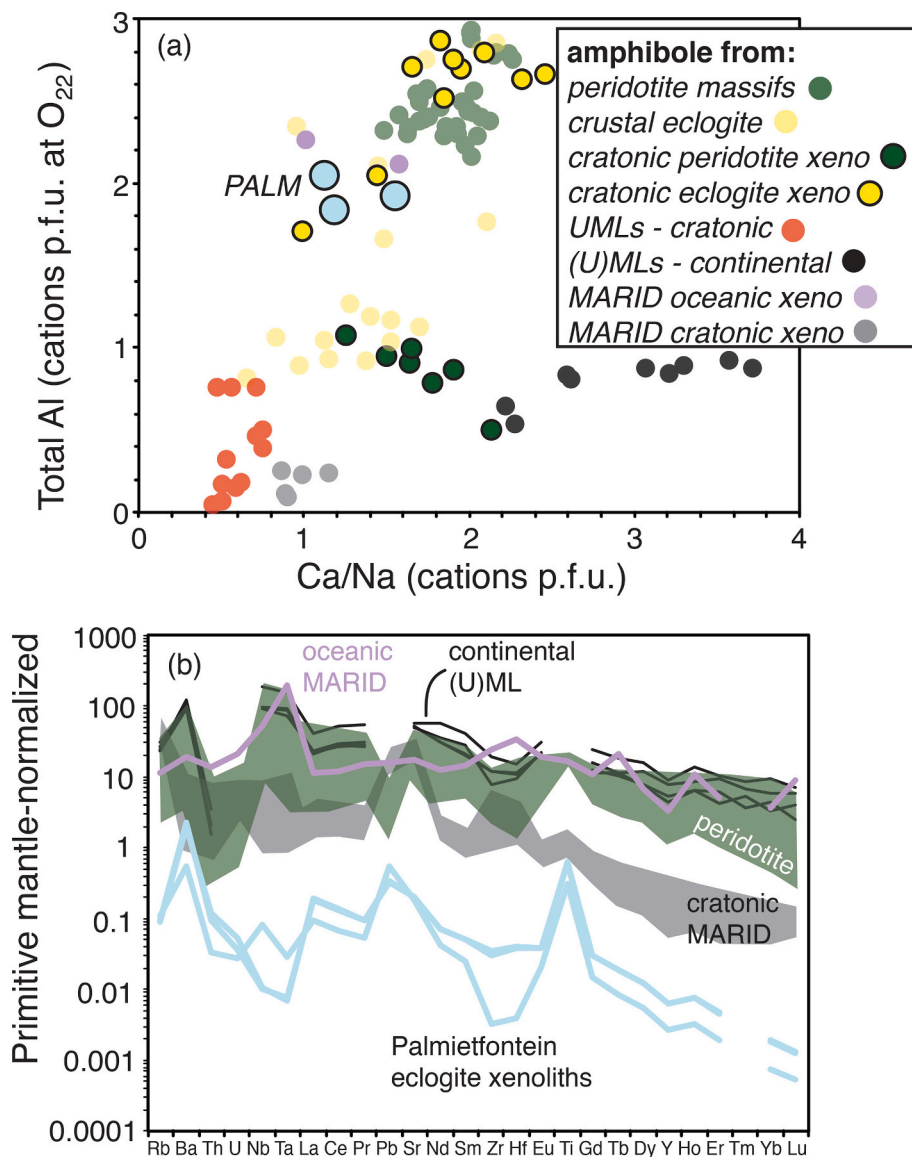 (a)
3
2
1
0
Total Al (cations p.f.u. at O22)
PALM
amphibole from:
peridotite massifs
crustal eclogite
cratonic peridotite xeno
cratonic eclogite xeno
UMLs - cratonic
(U)MLs - continental
MARID oceanic xeno
MARID cratonic xeno
0 1 2 3 4
Ca/Na (cations p.f.u.)
(b)
Primitive mantle-normalized
1000
100
10
1
0.1
0.01
0.001
0.0001
oceanic
MARID
continental
(U)ML
peridotite
cratonic
MARID
Palmietfontein
eclogite xenoliths
Rb Ba Th U Nb Ta La Ce Pr Pb Sr Nd Sm Zr Hf Eu Ti Gd Tb Dy Y Ho Er Tm Yb Lu